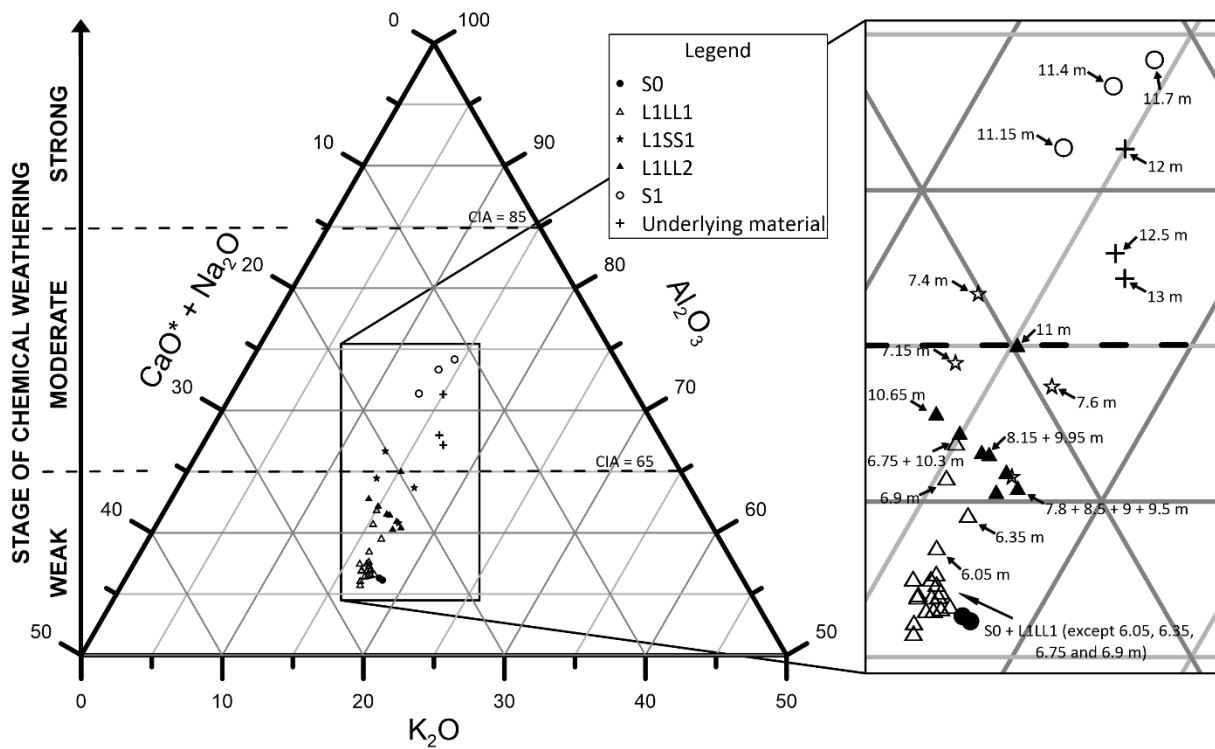 0
100
10
90
CIA = 85
20
80
CaO* + Na₂O
Al₂O₃
30
70
CIA = 65
40
60
50
50
0
10
20
30
40
50
K₂O
STAGE OF CHEMICAL WEATHERING
STRONG
MODERATE
WEAK
Legend
S0
L1LL1
L1SS1
L1LL2
S1
Underlying material
11.4 m
11.7 m
11.15 m
12 m
12.5 m
7.4 m
13 m
11 m
7.15 m
7.6 m
10.65 m
8.15 + 9.95 m
6.75 + 10.3 m
6.9 m
7.8 + 8.5 + 9 + 9.5 m
6.35 m
6.05 m
S0 + L1LL1 (except 6.05, 6.35,
6.75 and 6.9 m)